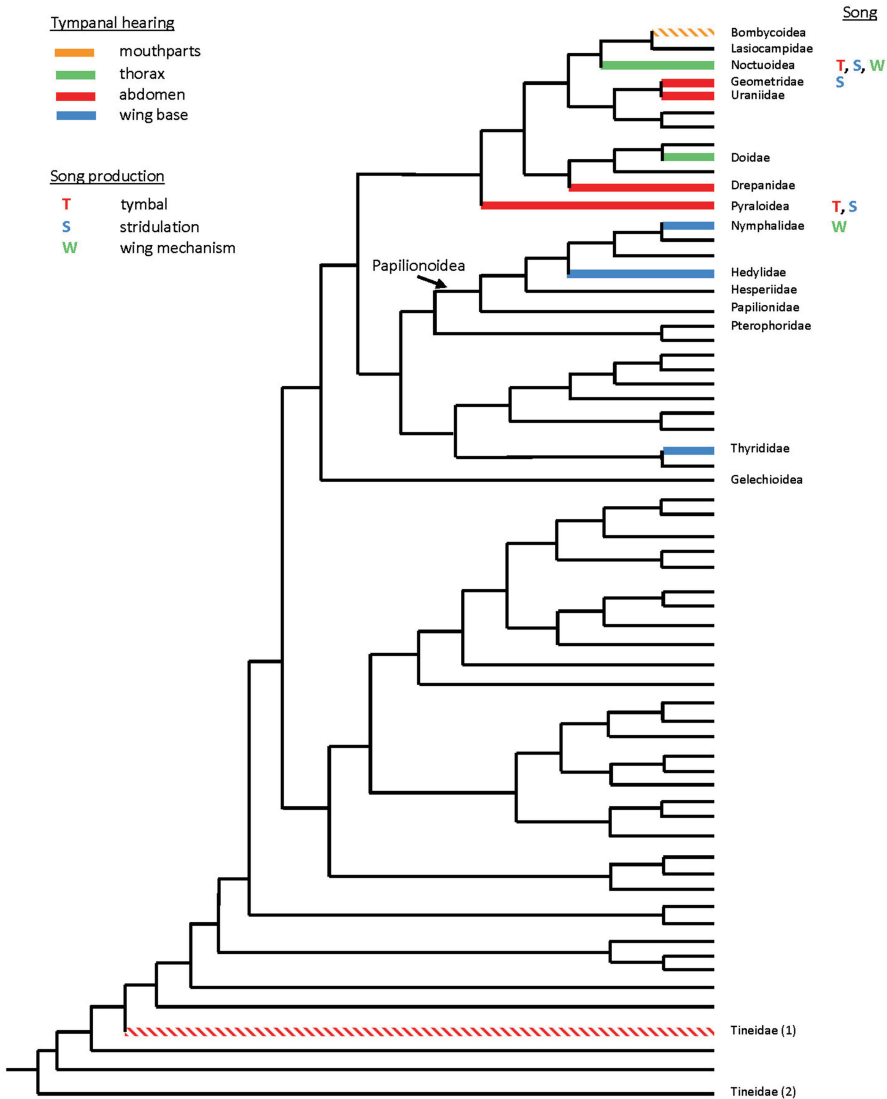 Tympanal hearing
mouthparts
thorax
abdomen
wing base
Song production
T tymbal
S stridulation
W wing mechanism
Papilionoidea
Song
Bombycoidea
Lasiocampidae
Noctuoidea T, S, W
Geometridae S
Uraniidae
Doidae
Drepanidae
Pyraloidea T, S
Nymphalidae W
Hedylidae
Hesperiidae
Papilionidae
Pterophoridae
Thyrididae
Gelechioidea
Tineidae (1)
Tineidae (2)